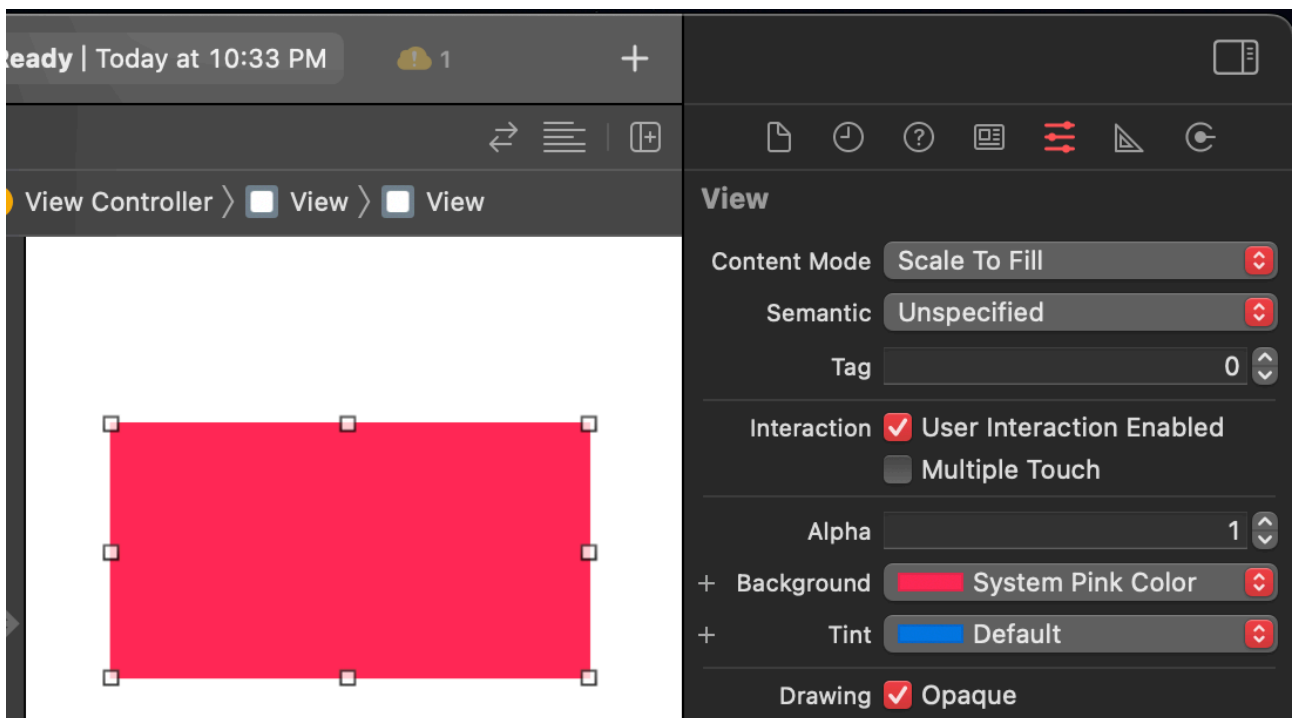 Ready | Today at 10:33 PM 1
View Controller 〉 View 〉 View
View
Content Mode Scale To Fill
Semantic Unspecified
Tag 0
Interaction User Interaction Enabled
Multiple Touch
Alpha 1
+ Background System Pink Color
+ Tint Default
Drawing Opaque